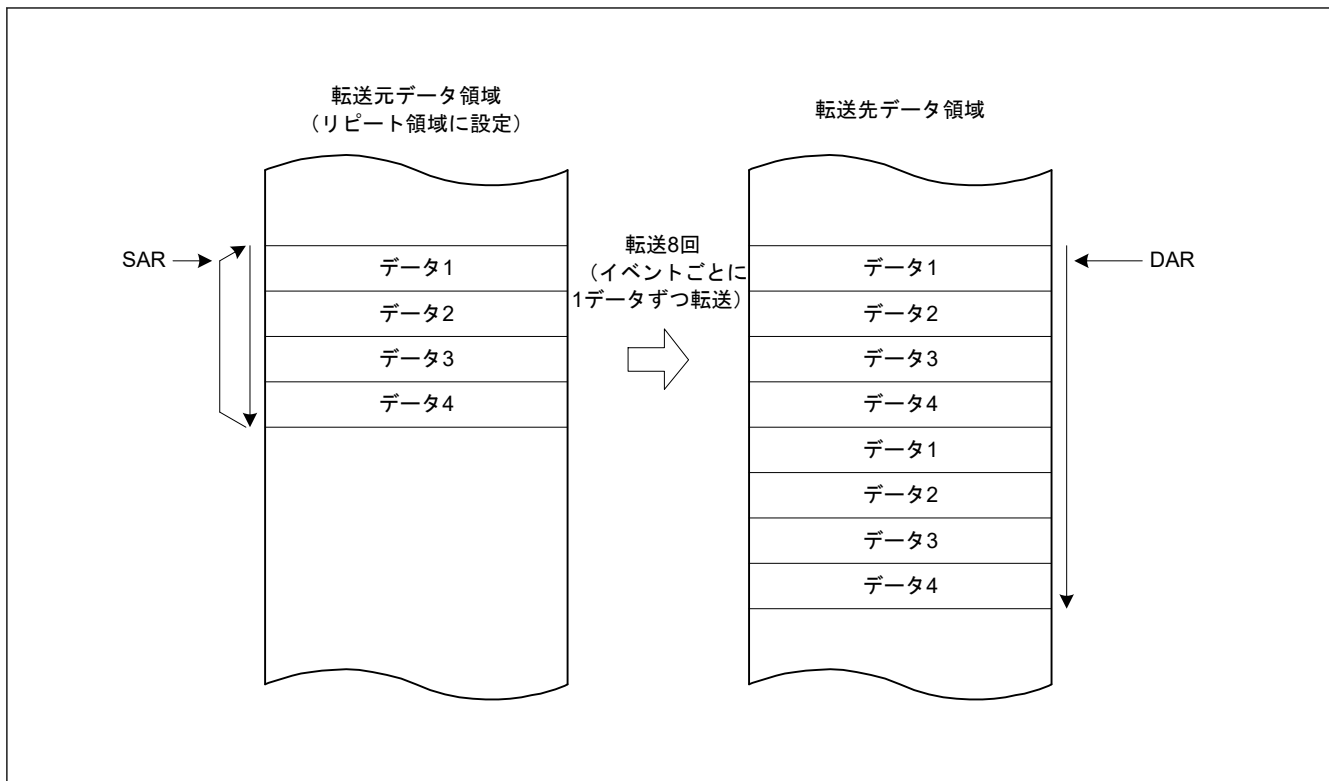 転送元データ領域
（リピート領域に設定）
転送先データ領域
SAR
データ1
データ2
データ3
データ4
転送8回
（イベントごとに
1データずつ転送）
データ1
データ2
データ3
データ4
データ1
データ2
データ3
データ4
DAR